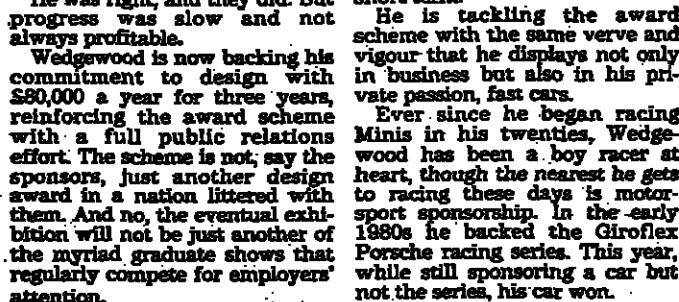 was right, and they did. But
progress was slow and not
always profitable.
Wedgewood is now backing his
commitment to design with
£80,000 a year for three years,
reinforcing the award scheme
with a full public relations
effort. The scheme is not, say the
sponsors, just another design
award in a nation littered with
them. And no, the eventual exhi-
bition will not be just another of
the myriad graduate shows that
regularly compete for employers'
attention.
He is tackling the award
scheme with the same verve and
vigour that he displays not only
in business but also in his pri-
vate passion, fast cars.
Ever since he began racing
Minis in his twenties, Wedge-
wood has been a boy racer at
heart, though the nearest he gets
to racing these days is motor-
sport sponsorship. In the early
1980s he backed the Giroflex
Porsche racing series. This year,
while still sponsoring a car but
not the series, his car won.